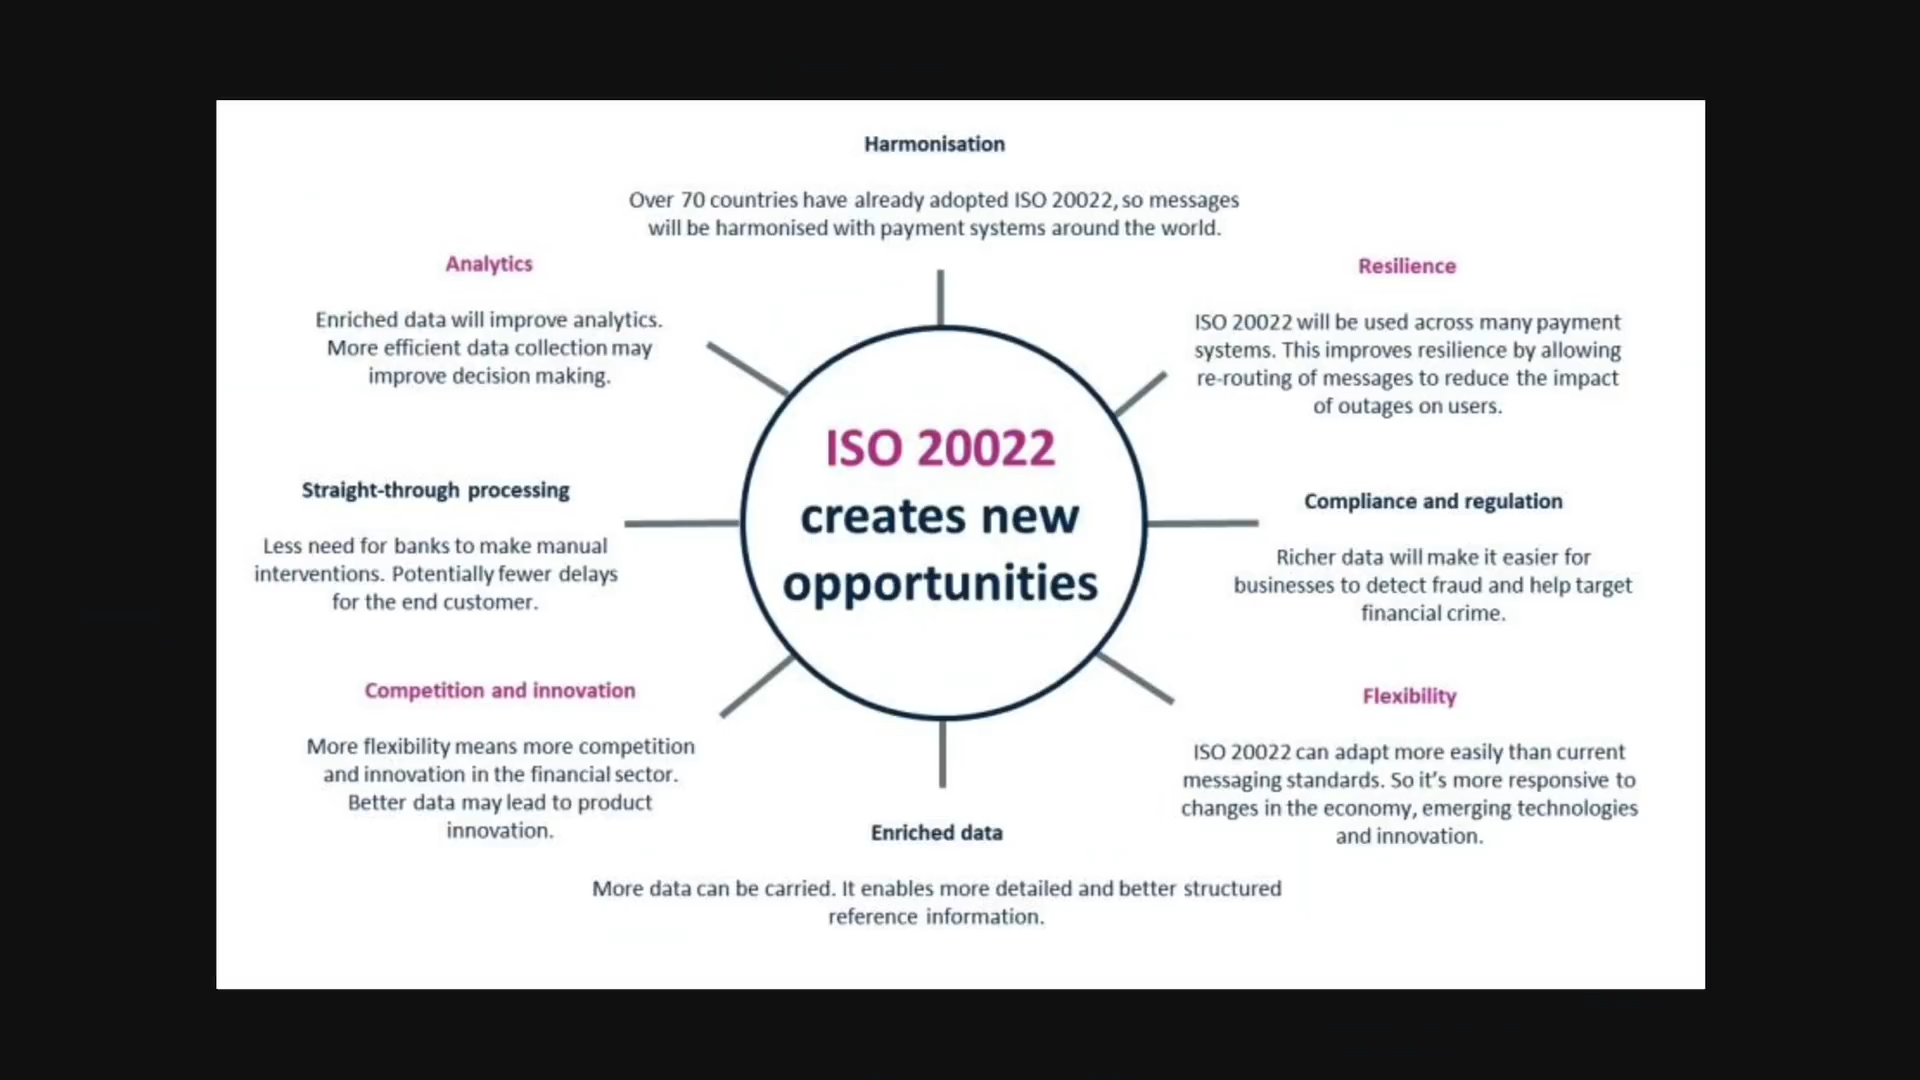 Harmonisation
Over 70 countries have already adopted ISO 20022, so messages
will be harmonised with payment systems around the world.
Analytics
Enriched data will improve analytics.
More efficient data collection may
improve decision making.
Resilience
ISO 20022 will be used across many payment
systems. This improves resilience by allowing
re-routing of messages to reduce the impact
of outages on users.
ISO 20022
creates new
opportunities
Straight-through processing
Less need for banks to make manual
interventions. Potentially fewer delays
for the end customer.
Compliance and regulation
Richer data will make it easier for
businesses to detect fraud and help target
financial crime.
Competition and innovation
More flexibility means more competition
and innovation in the financial sector.
Better data may lead to product
innovation.
Flexibility
ISO 20022 can adapt more easily than current
messaging standards. So it’s more responsive to
changes in the economy, emerging technologies
and innovation.
Enriched data
More data can be carried. It enables more detailed and better structured
reference information.